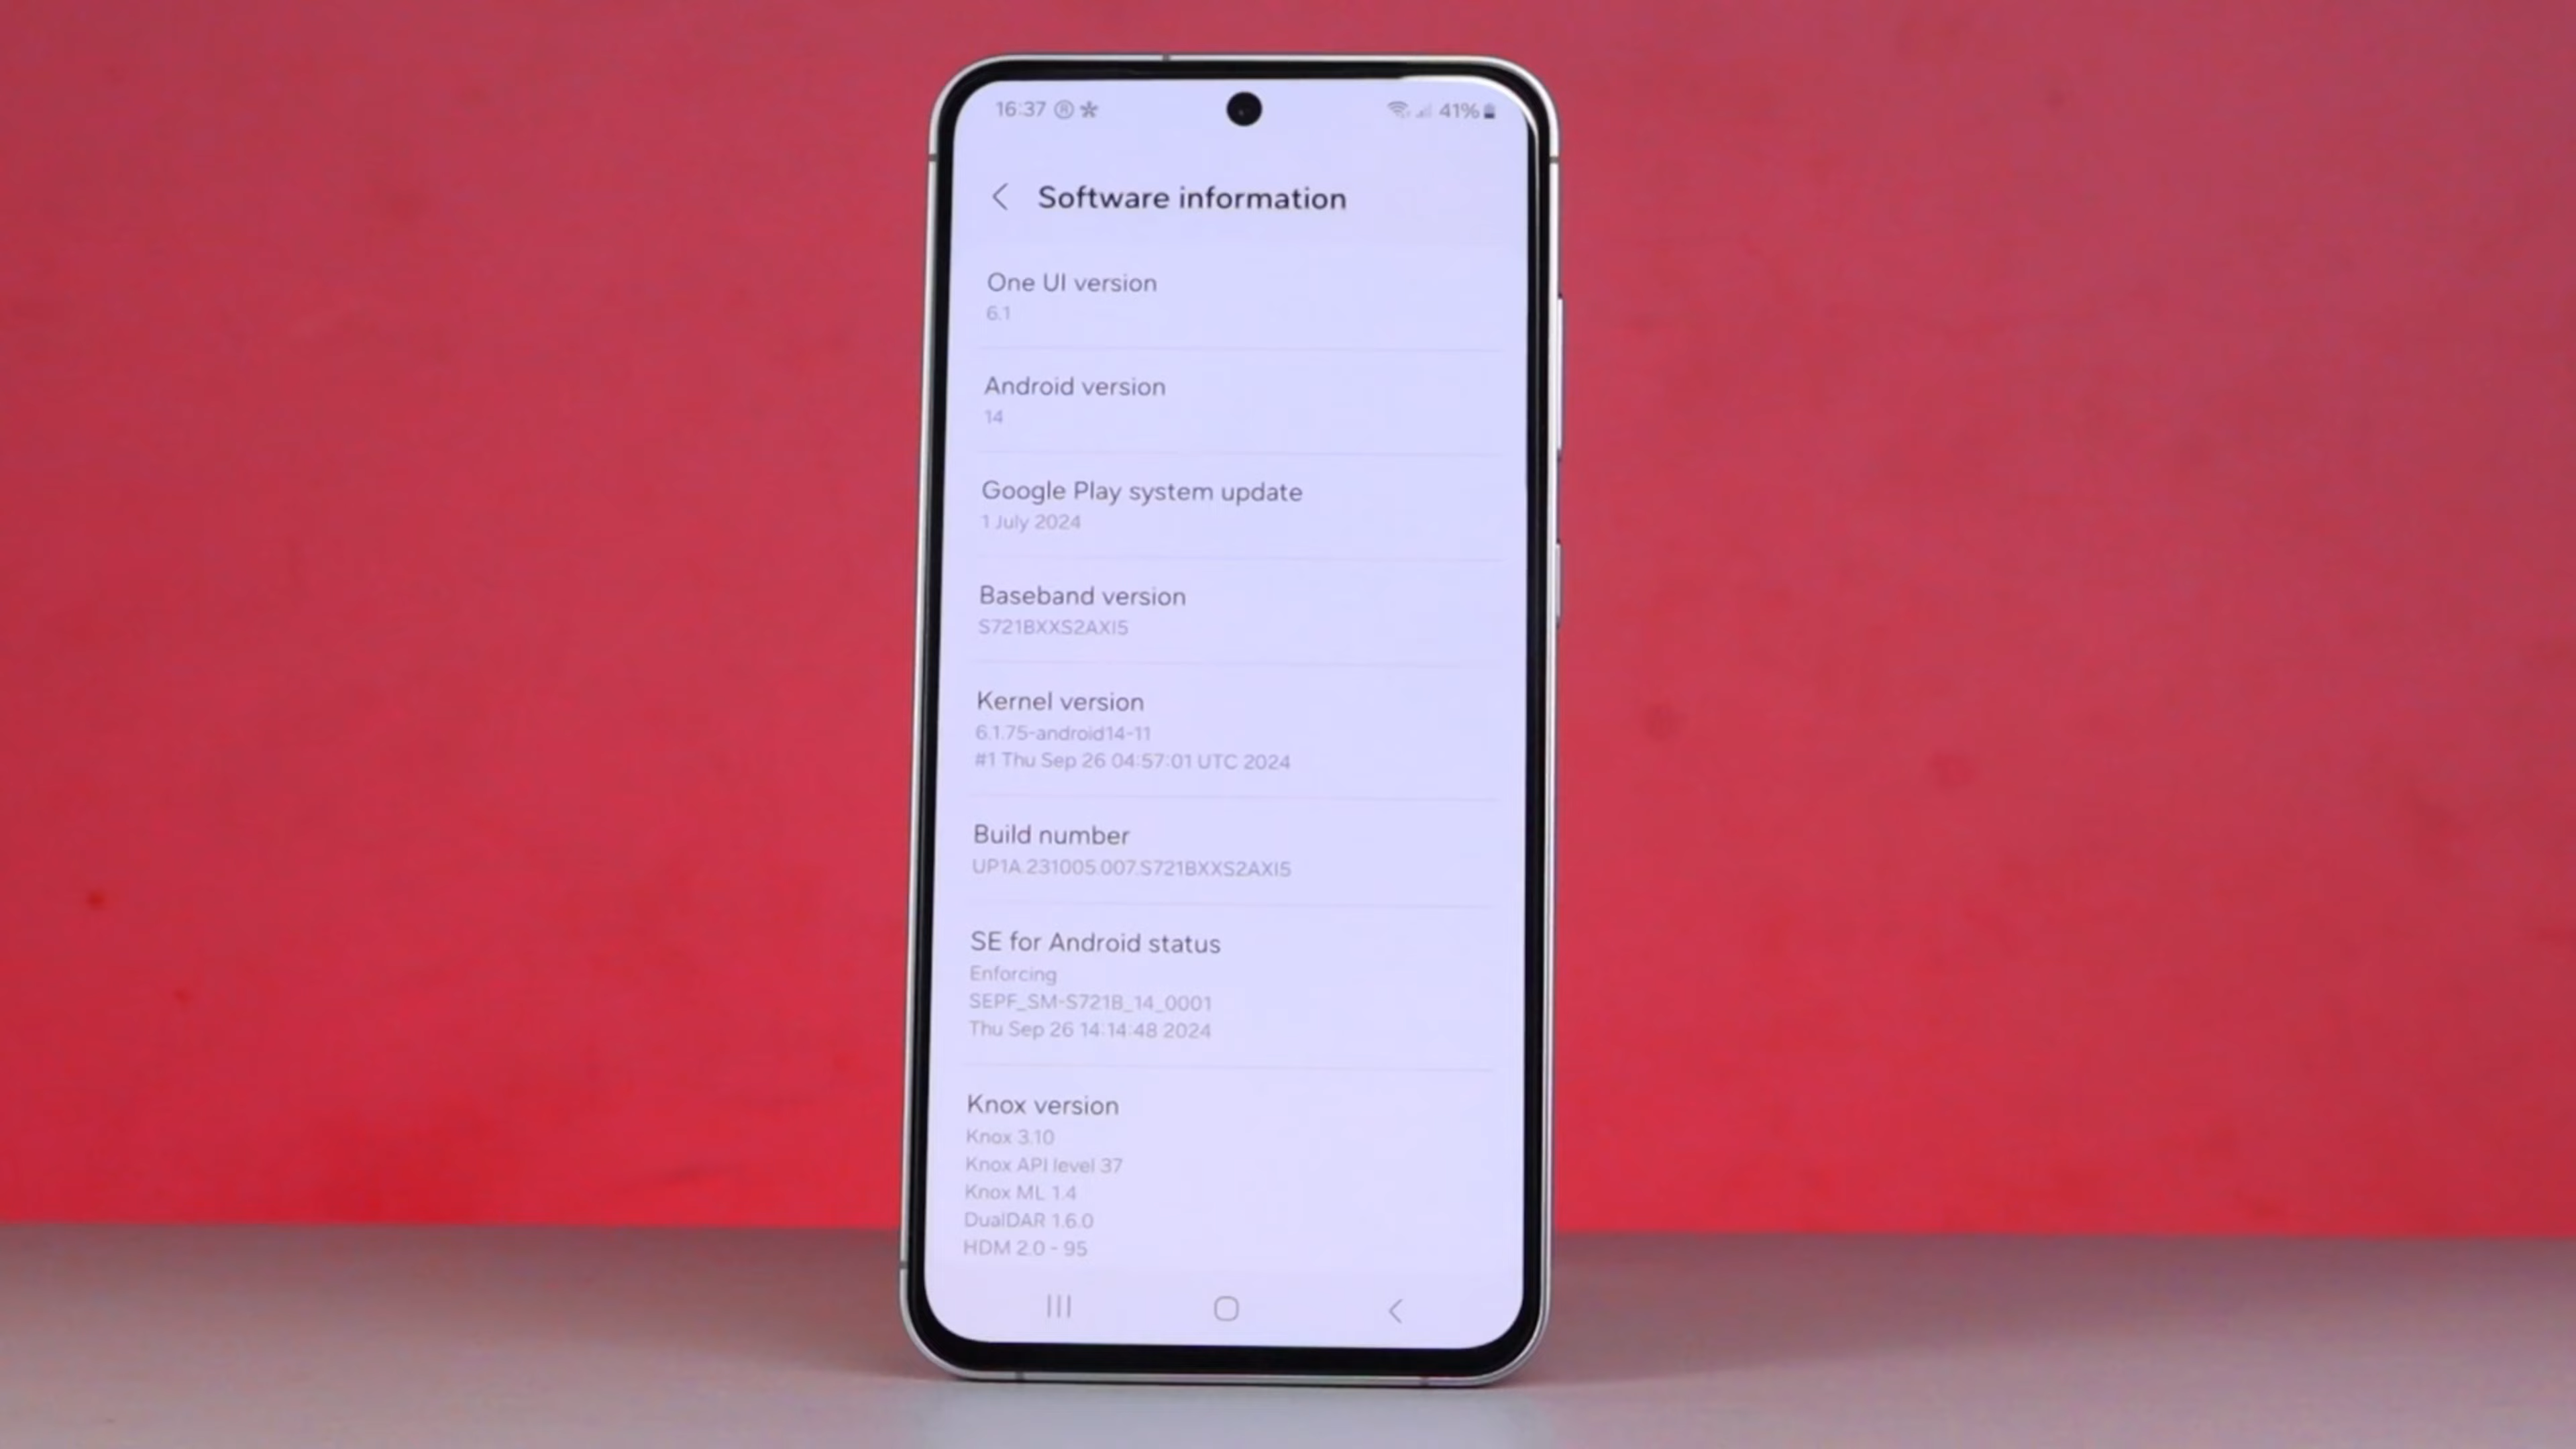 16:37 41%
Software information
One UI version
6.1
Android version
14
Google Play system update
1 July 2024
Baseband version
S721BXXS2AXI5
Kernel version
6.1.75-android14-11
#1 Thu Sep 26 04:57:01 UTC 2024
Build number
UP1A.231005.007.S721BXXS2AXI5
SE for Android status
Enforcing
SEPF_SM-S721B_14_0001
Thu Sep 26 14:14:48 2024
Knox version
Knox 3.10
Knox API level 37
Knox ML 1.4
DualDAR 1.6.0
HDM 2.0 - 95